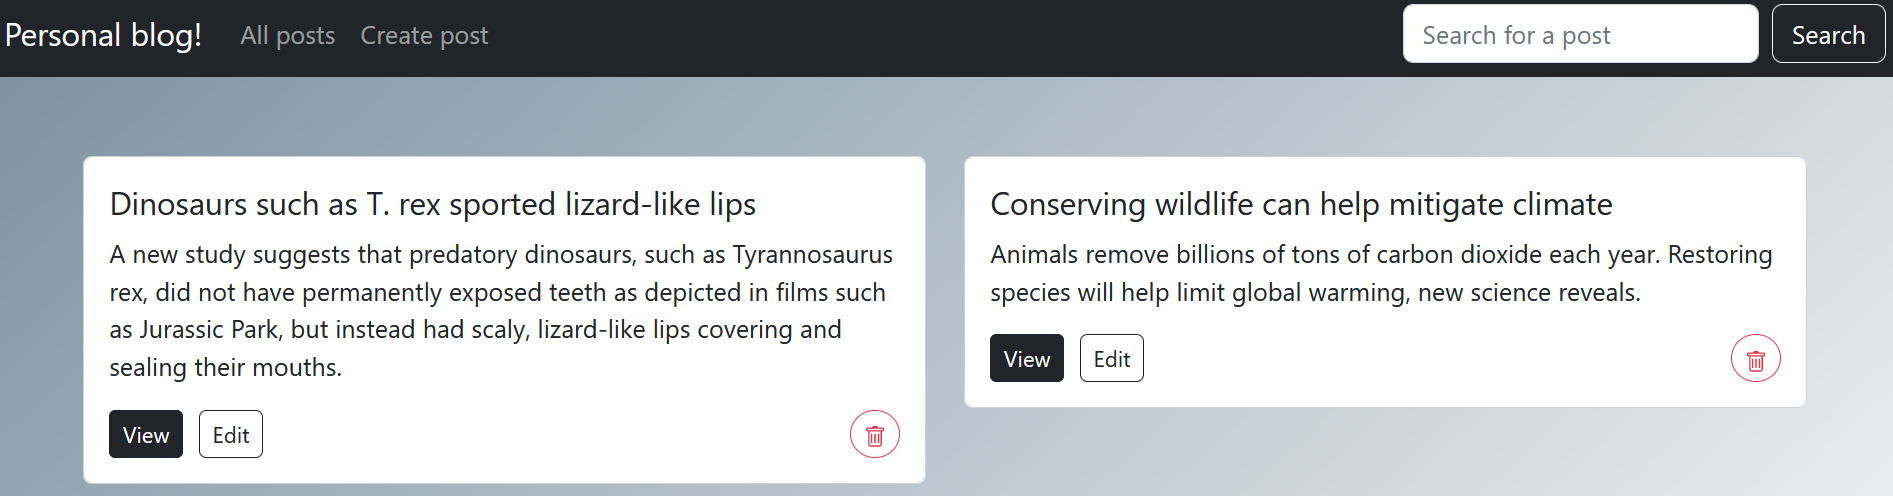 Personal blog! All posts Create post Search for a post Search
Dinosaurs such as T. rex sported lizard-like lips
A new study suggests that predatory dinosaurs, such as Tyrannosaurus
rex, did not have permanently exposed teeth as depicted in films such
as Jurassic Park, but instead had scaly, lizard-like lips covering and
sealing their mouths.
View Edit
Conserving wildlife can help mitigate climate
Animals remove billions of tons of carbon dioxide each year. Restoring
species will help limit global warming, new science reveals.
View Edit